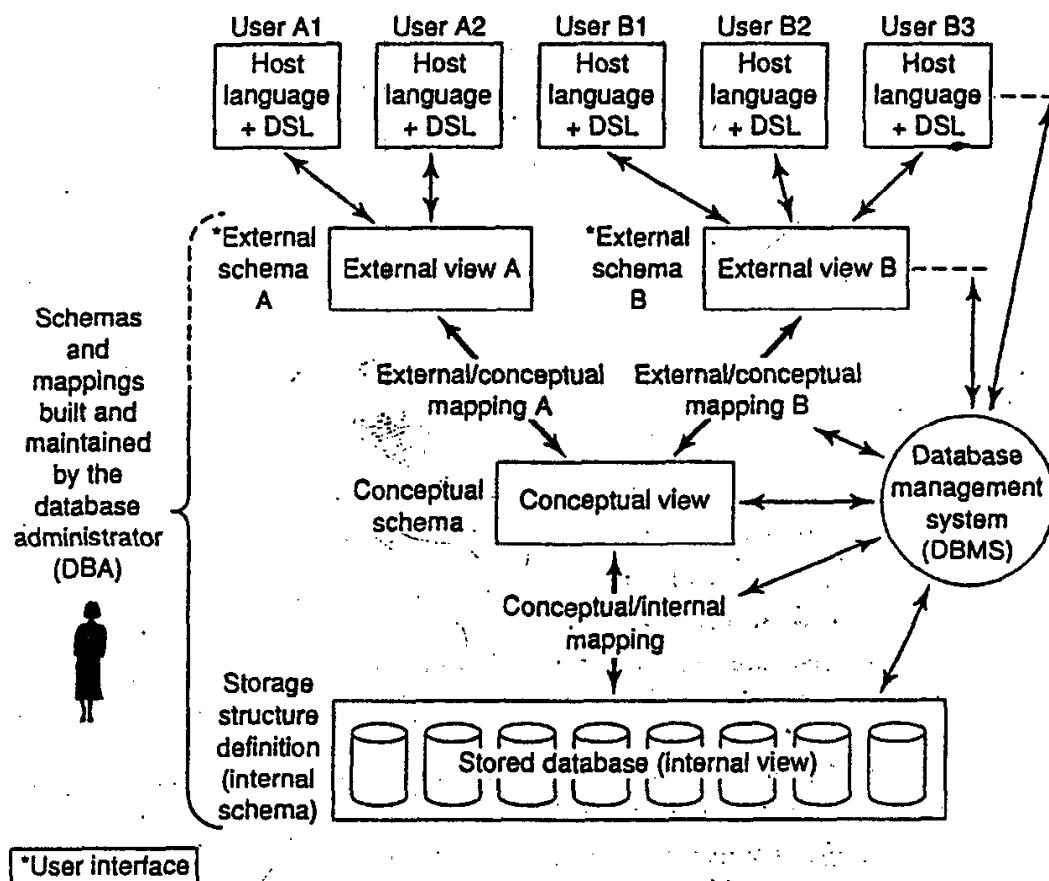 User A1
User A2
User B1
User B2
User B3
Host
language
+ DSL
Host
language
+ DSL
Host
language
+ DSL
Host
language
+ DSL
Host
language
+ DSL
*External
schema
A
External view A
*External
schema
B
External view B
Schemas
and
mappings
built and
maintained
by the
database
administrator
(DBA)
External/conceptual
mapping A
External/conceptual
mapping B
Conceptual
schema
Conceptual view
Database
management
system
(DBMS)
Conceptual/internal
mapping
Storage
structure
definition
(internal
schema)
Stored database (internal view)
*User interface